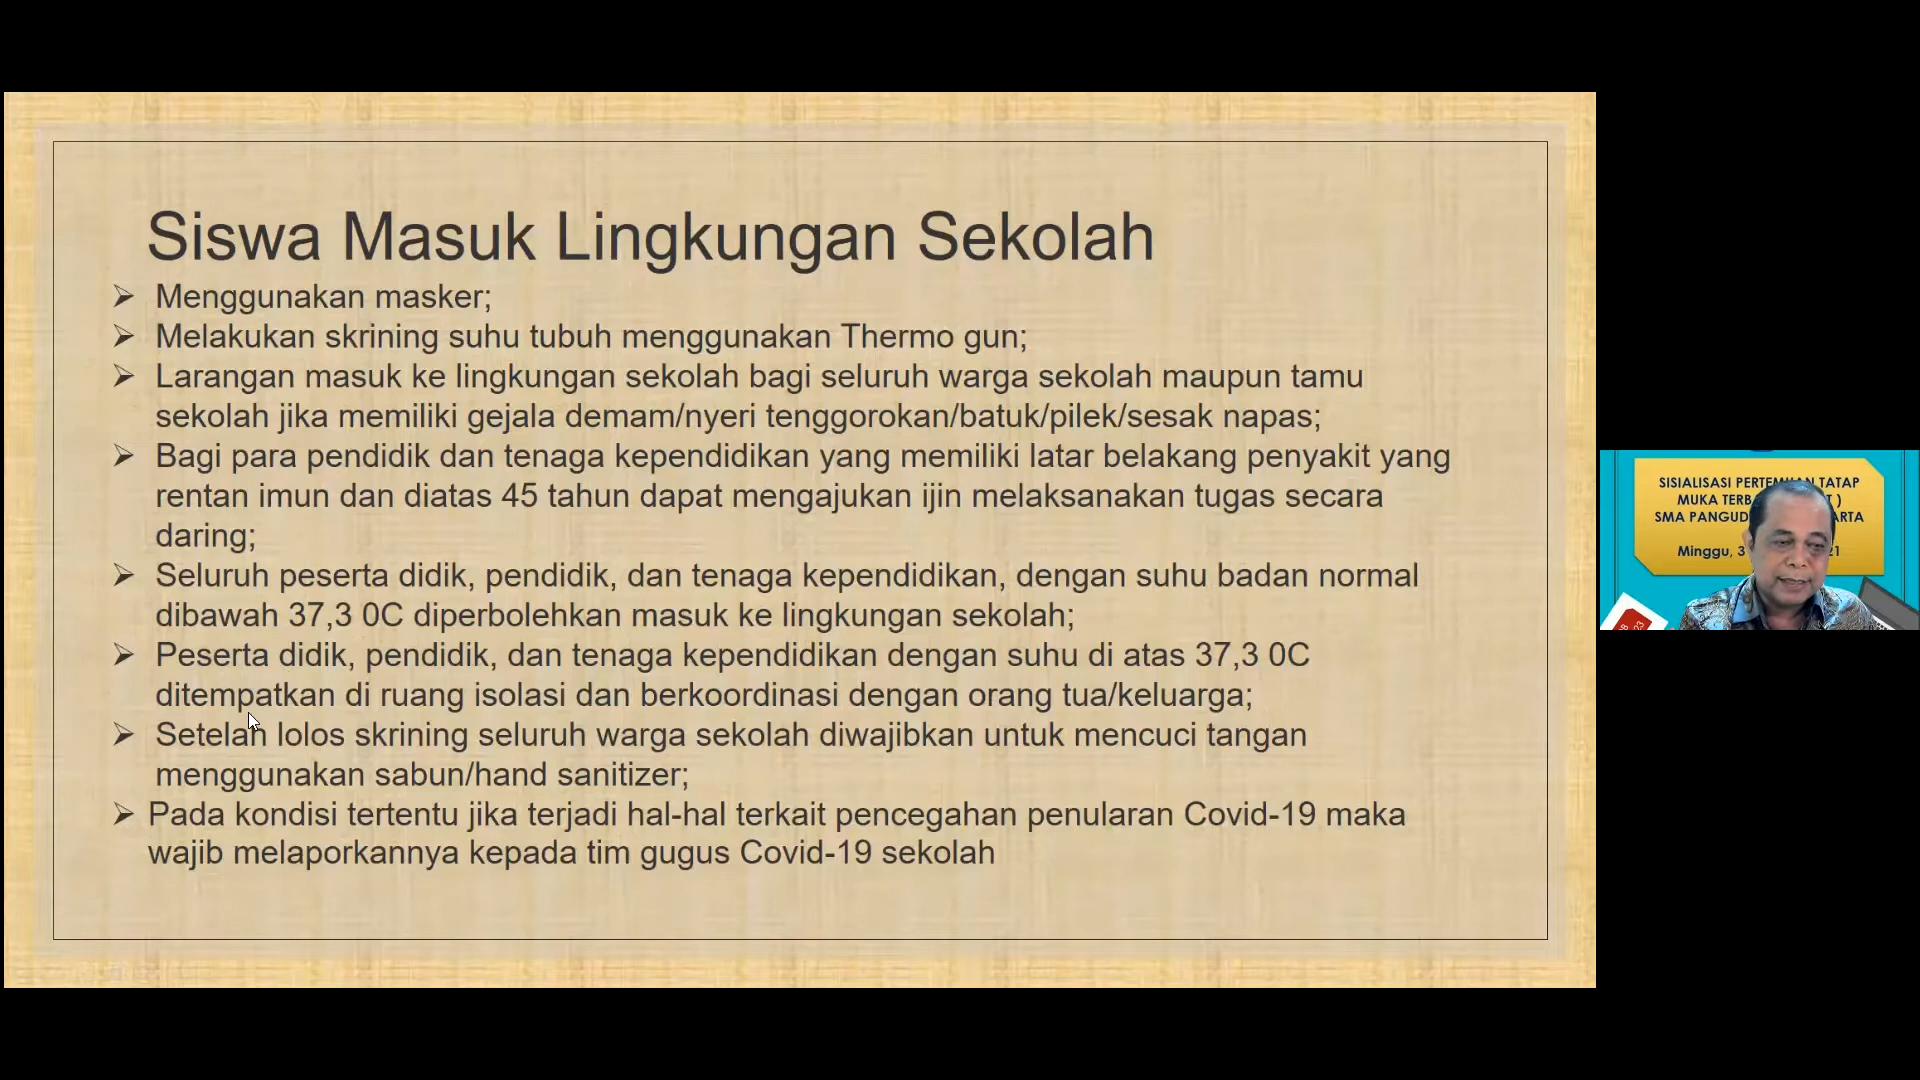 Siswa Masuk Lingkungan Sekolah
Menggunakan masker;
Melakukan skrining suhu tubuh menggunakan Thermo gun;
Larangan masuk ke lingkungan sekolah bagi seluruh warga sekolah maupun tamu
sekolah jika memiliki gejala demam/nyeri tenggorokan/batuk/pilek/sesak napas;
Bagi para pendidik dan tenaga kependidikan yang memiliki latar belakang penyakit yang
rentan imun dan diatas 45 tahun dapat mengajukan ijin melaksanakan tugas secara
daring;
Seluruh peserta didik, pendidik, dan tenaga kependidikan, dengan suhu badan normal
dibawah 37,3 0C diperbolehkan masuk ke lingkungan sekolah;
Peserta didik, pendidik, dan tenaga kependidikan dengan suhu di atas 37,3 0C
ditempatkan di ruang isolasi dan berkoordinasi dengan orang tua/keluarga;
Setelah lolos skrining seluruh warga sekolah diwajibkan untuk mencuci tangan
menggunakan sabun/hand sanitizer;
Pada kondisi tertentu jika terjadi hal-hal terkait pencegahan penularan Covid-19 maka
wajib melaporkannya kepada tim gugus Covid-19 sekolah
SISIALISASI PERTEMUAN TATAP
MUKA
SMA
Minggu, 3